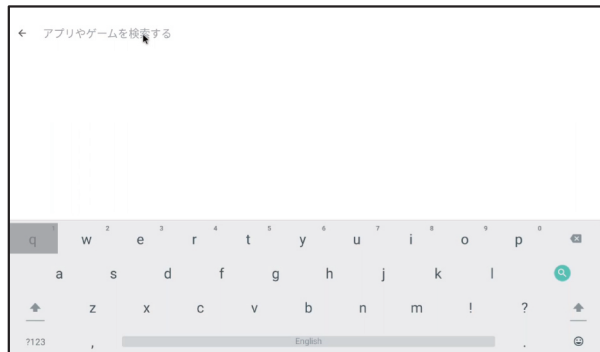 アプリやゲームを検索する
1 2 3 4 5 6 7 8 9 0
q w e r t y u i o p
a s d f g h j k l
z x c v b n m ! ?
?123 , English .